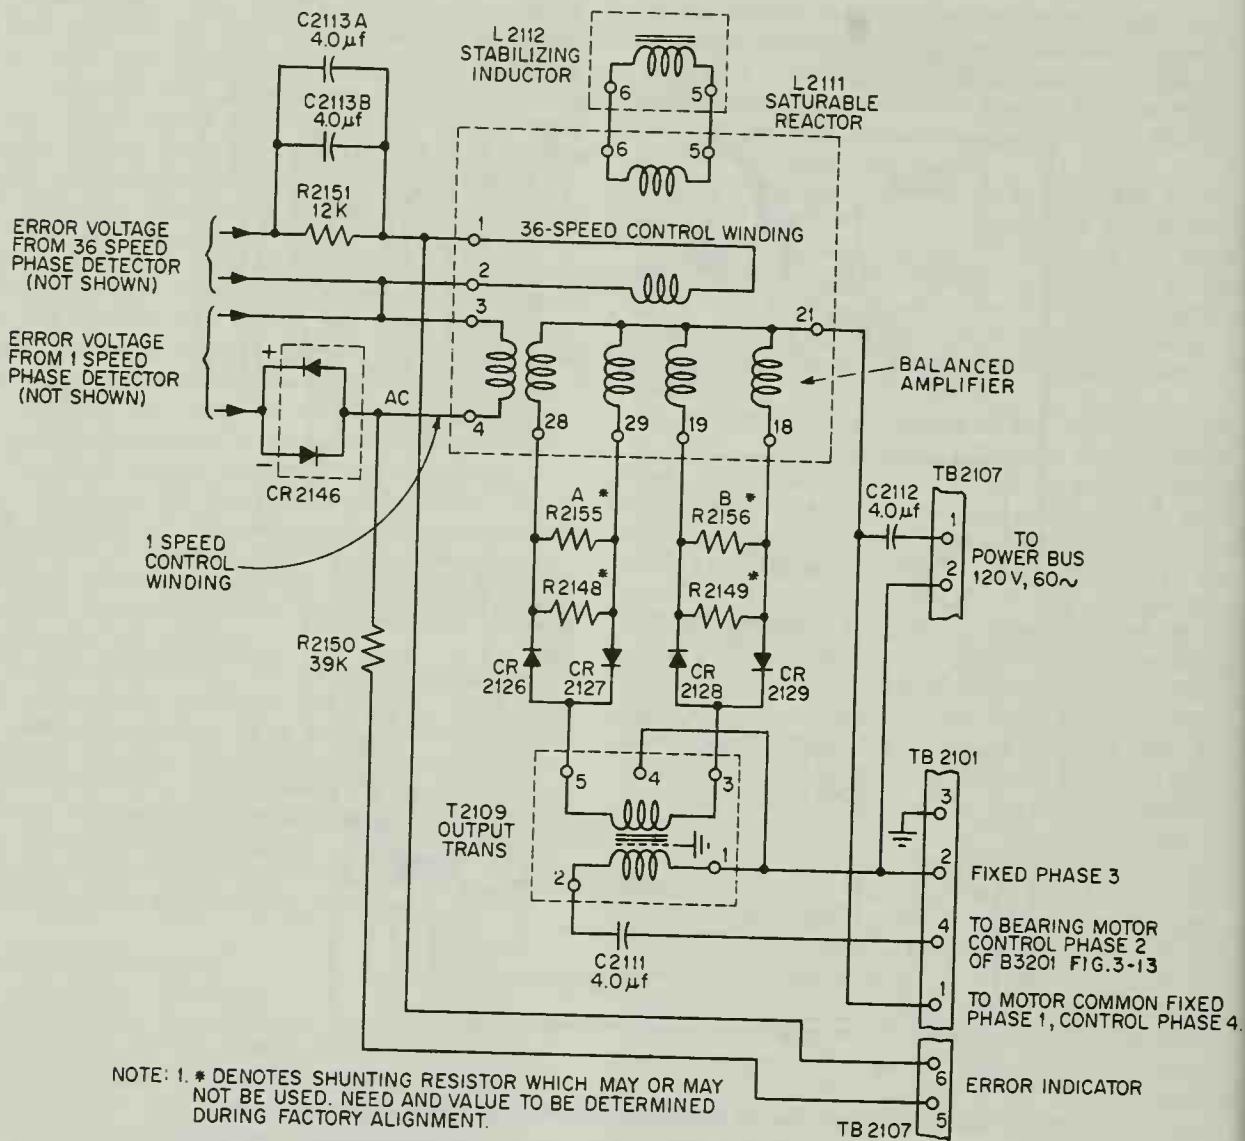 C2113A
4.0μf
C2113B
4.0μf
R2151
12K
L2112
STABILIZING
INDUCTOR
6
5
L2111
SATURABLE
REACTOR
6
5
ERROR VOLTAGE
FROM 36 SPEED
PHASE DETECTOR
(NOT SHOWN)
1
36-SPEED CONTROL WINDING
2
3
21
ERROR VOLTAGE
FROM 1 SPEED
PHASE DETECTOR
(NOT SHOWN)
+
−
CR2146
AC
4
28
29
19
18
BALANCED
AMPLIFIER
1 SPEED
CONTROL
WINDING
A *
R2155
R2148 *
B *
R2156
R2149 *
C2112
4.0μf
TB2107
1
2
TO
POWER BUS
120V, 60~
R2150
39K
CR
2126
CR
2127
CR
2128
CR
2129
T2109
OUTPUT
TRANS
5
4
3
2
1
C2111
4.0μf
TB 2101
3
2
FIXED PHASE 3
4
TO BEARING MOTOR
CONTROL PHASE 2
OF B3201 FIG.3-13
1
TO MOTOR COMMON FIXED
PHASE 1, CONTROL PHASE 4.
6
ERROR INDICATOR
5
TB 2107
NOTE: 1. * DENOTES SHUNTING RESISTOR WHICH MAY OR MAY
NOT BE USED. NEED AND VALUE TO BE DETERMINED
DURING FACTORY ALIGNMENT.